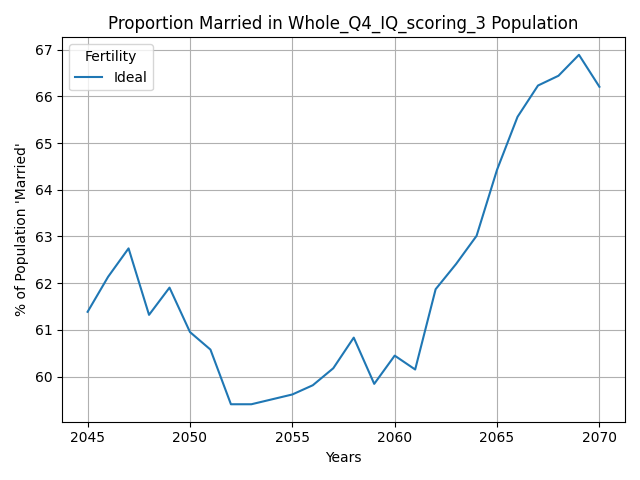 Proportion Married in Whole_Q4_IQ_scoring_3 Population
Fertility
Ideal
% of Population 'Married'
67
66
65
64
63
62
61
60
2045
2050
2055
2060
2065
2070
Years